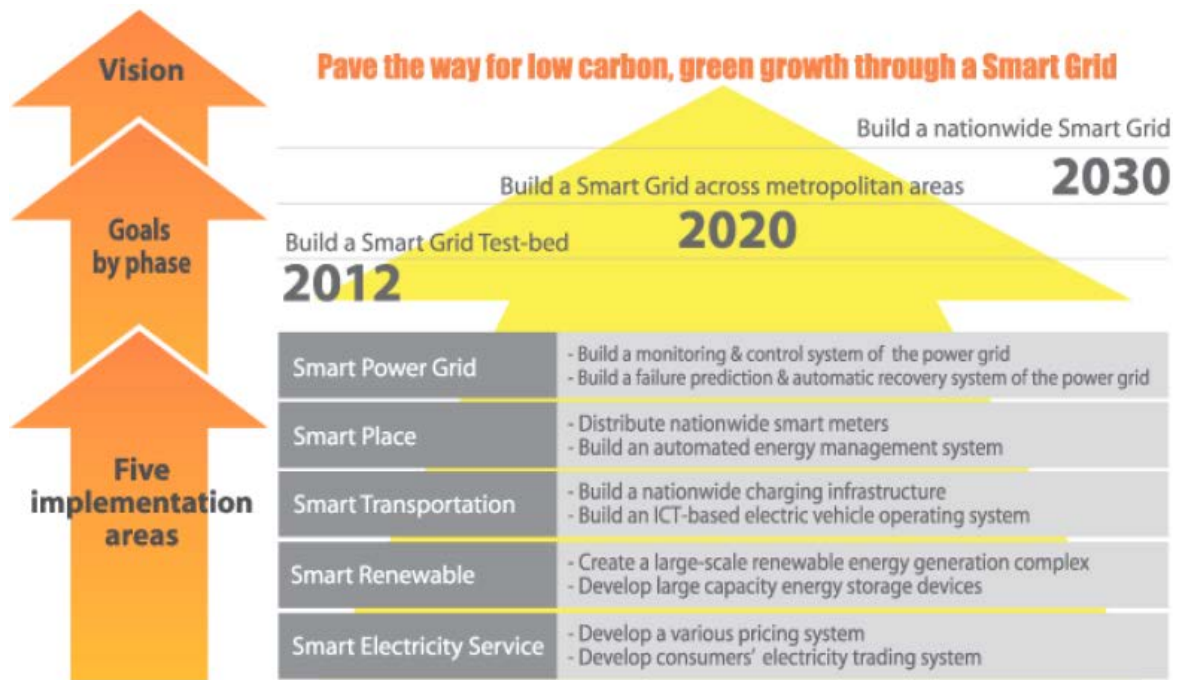 Vision
Pave the way for low carbon, green growth through a Smart Grid
Build a nationwide Smart Grid
2030
Build a Smart Grid across metropolitan areas
2020
Goals
by phase
Build a Smart Grid Test-bed
2012
Five
implementation
areas
Smart Power Grid
- Build a monitoring & control system of the power grid
- Build a failure prediction & automatic recovery system of the power grid
Smart Place
- Distribute nationwide smart meters
- Build an automated energy management system
Smart Transportation
- Build a nationwide charging infrastructure
- Build an ICT-based electric vehicle operating system
Smart Renewable
- Create a large-scale renewable energy generation complex
- Develop large capacity energy storage devices
Smart Electricity Service
- Develop a various pricing system
- Develop consumers' electricity trading system